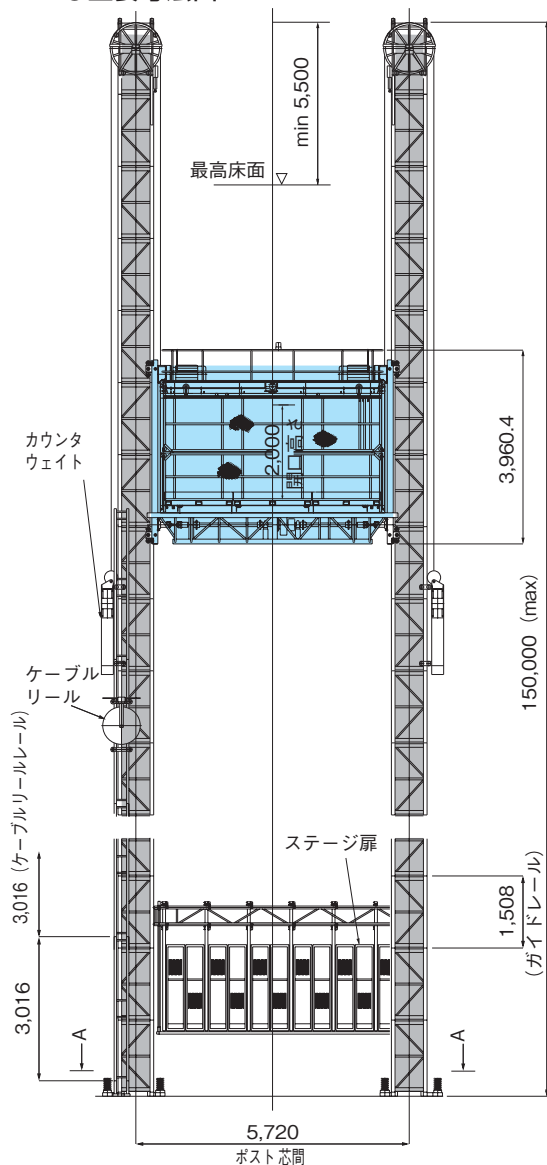 min 5,500
最高床面
3,960.4
2,000
開口高さ
カウンタ
ウェイト
150,000 (max)
ケーブル
リール
3,016 (ケーブルリールレール)
ステージ扉
1,508
(ガイドレール)
3,016
A
A
5,720
ポスト芯間